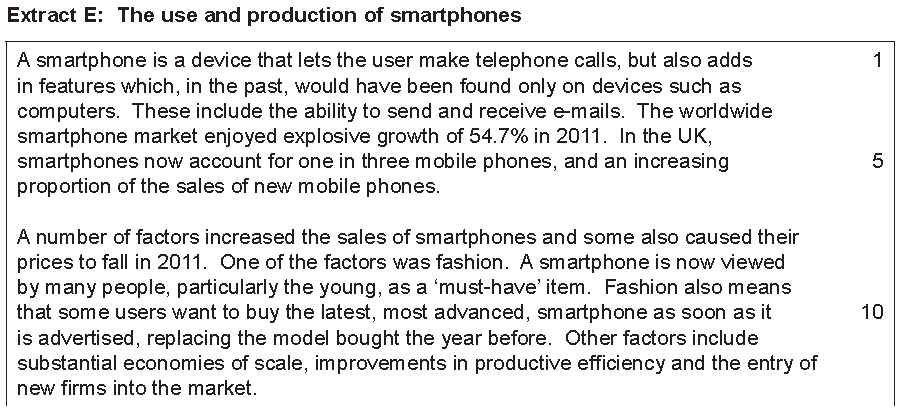 Extract E: The use and production of smartphones
A smartphone is a device that lets the user make telephone calls, but also adds 1
in features which, in the past, would have been found only on devices such as
computers. These include the ability to send and receive e-mails. The worldwide
smartphone market enjoyed explosive growth of 54.7% in 2011. In the UK,
smartphones now account for one in three mobile phones, and an increasing 5
proportion of the sales of new mobile phones.
A number of factors increased the sales of smartphones and some also caused their
prices to fall in 2011. One of the factors was fashion. A smartphone is now viewed
by many people, particularly the young, as a ‘must-have’ item. Fashion also means
that some users want to buy the latest, most advanced, smartphone as soon as it 10
is advertised, replacing the model bought the year before. Other factors include
substantial economies of scale, improvements in productive efficiency and the entry of
new firms into the market.